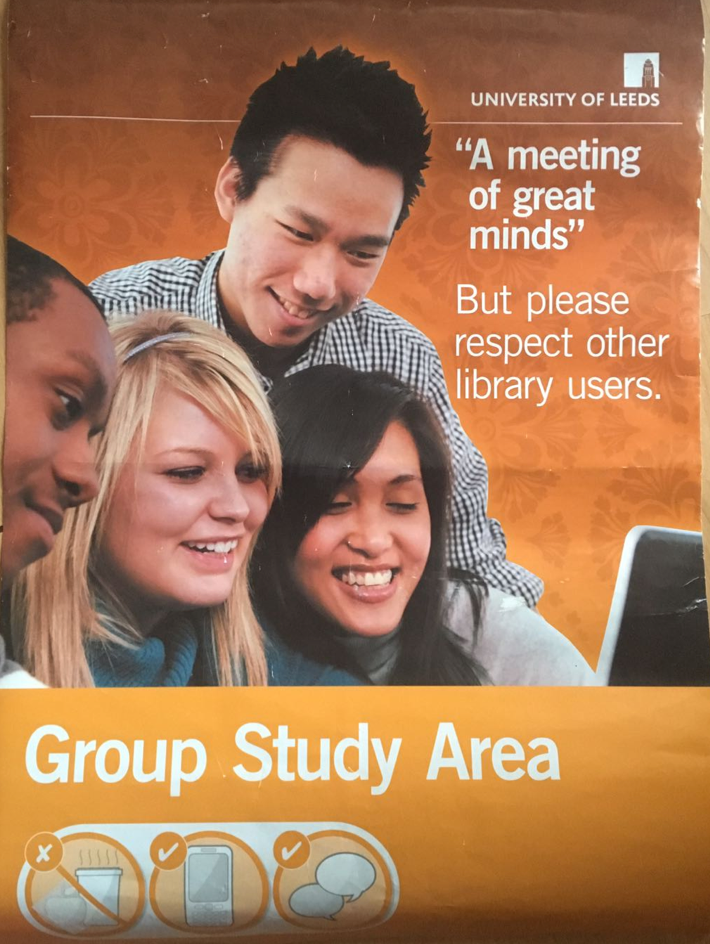 UNIVERSITY OF LEEDS
“A meeting
of great
minds”
But please
respect other
library users.
Group Study Area